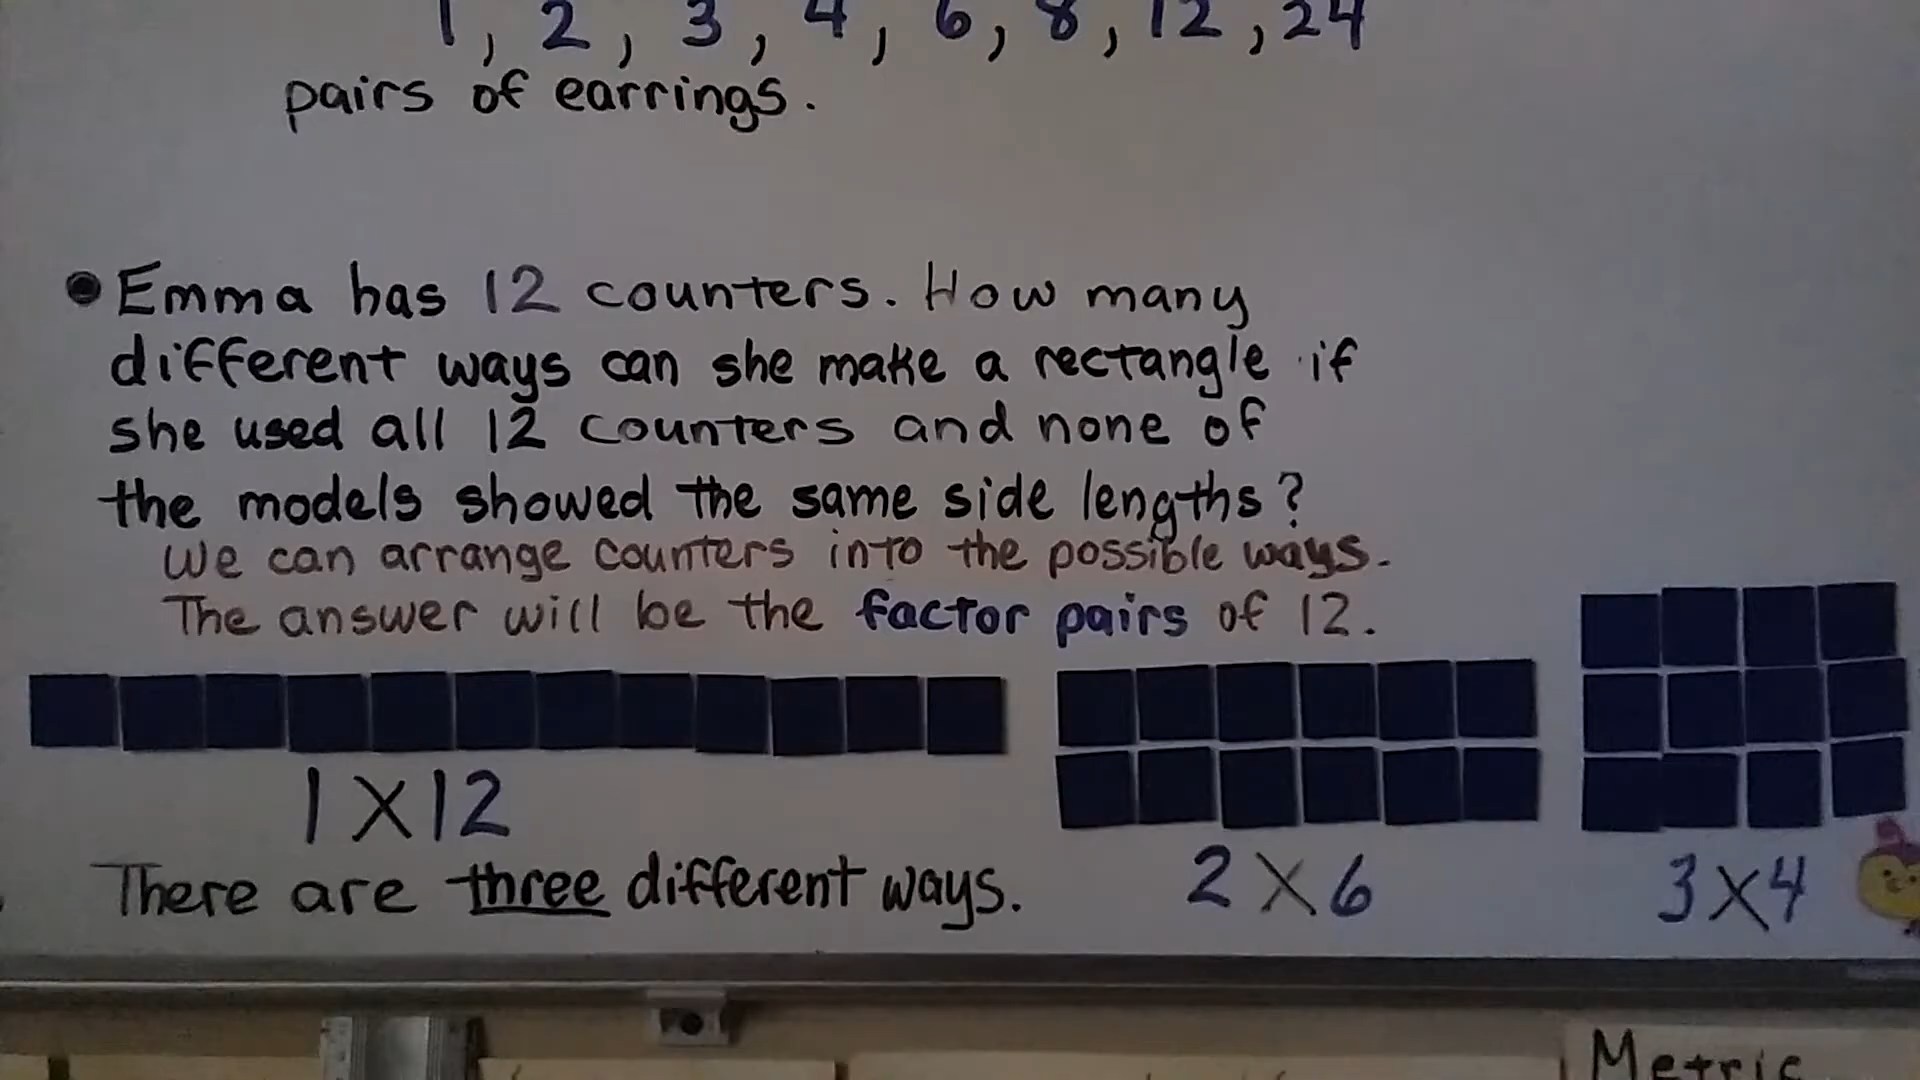 1, 2, 3, 4, 6, 8, 12, 24
pairs of earrings.
Emma has 12 counters. How many
different ways can she make a rectangle if
she used all 12 counters and none of
the models showed the same side lengths?
We can arrange counters into the possible ways.
The answer will be the factor pairs of 12.
1 X 12
2 X 6
3 X 4
There are three different ways.
Metric